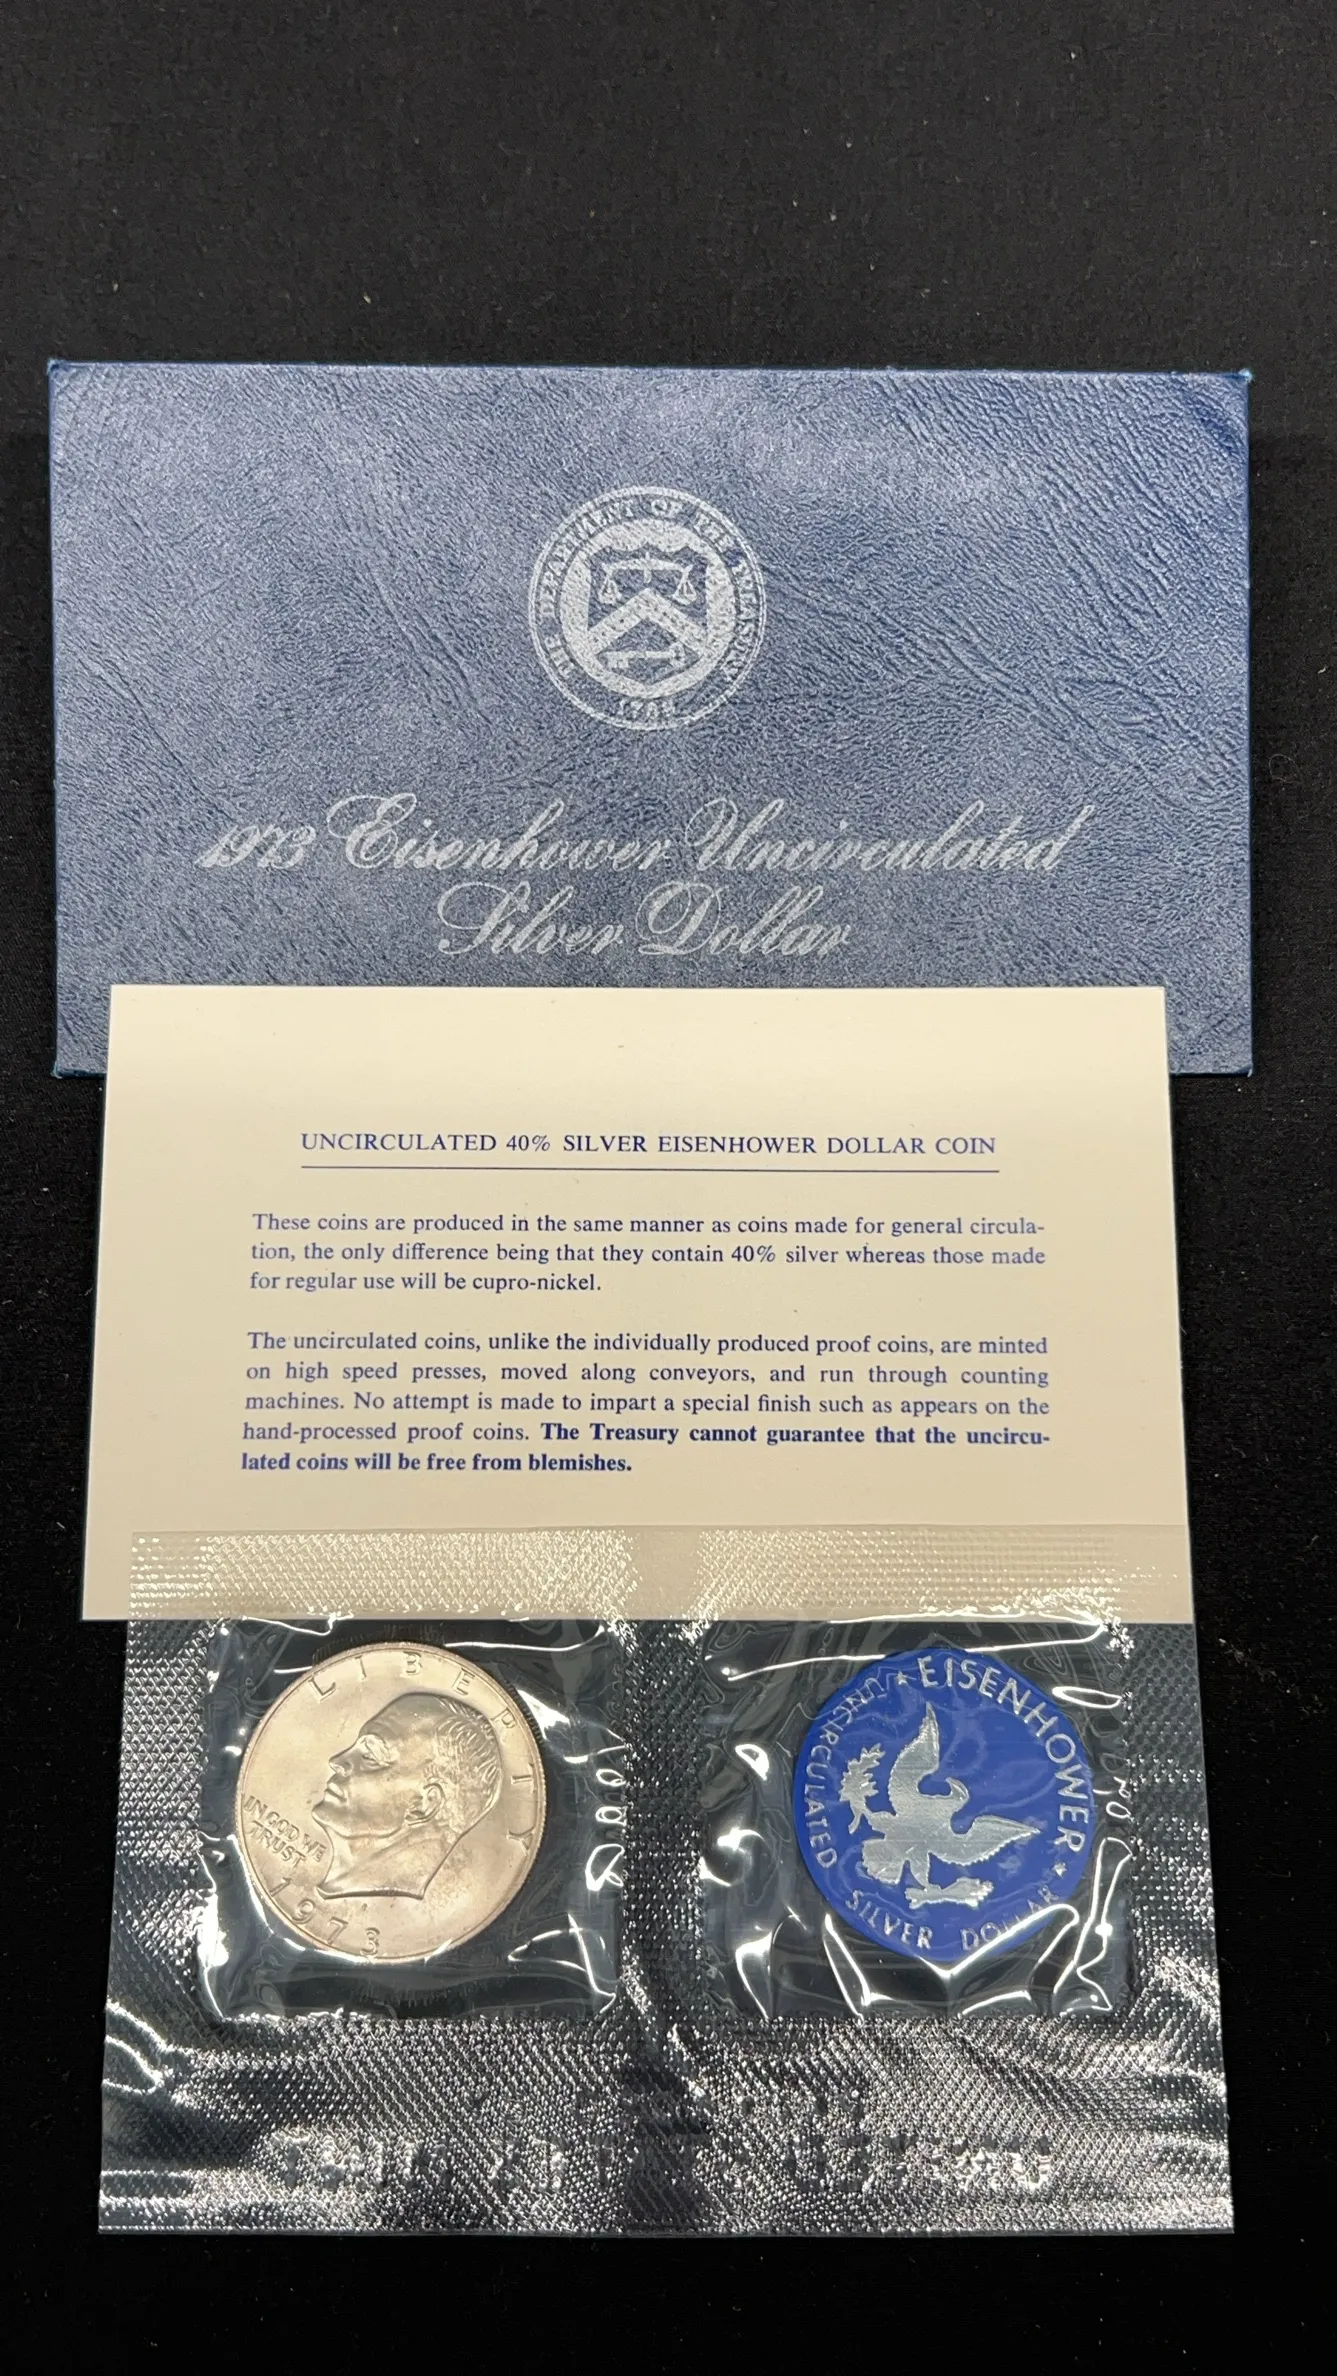 THE DEPARTMENT OF THE TREASURY
1789
1973 Eisenhower Uncirculated
Silver Dollar
UNCIRCULATED 40% SILVER EISENHOWER DOLLAR COIN
These coins are produced in the same manner as coins made for general circula-
tion, the only difference being that they contain 40% silver whereas those made
for regular use will be cupro-nickel.
The uncirculated coins, unlike the individually produced proof coins, are minted
on high speed presses, moved along conveyors, and run through counting
machines. No attempt is made to impart a special finish such as appears on the
hand-processed proof coins. The Treasury cannot guarantee that the uncircu-
lated coins will be free from blemishes.
LIBERTY
IN GOD WE
TRUST
1973
EISENHOWER
UNCIRCULATED
SILVER DOLLAR